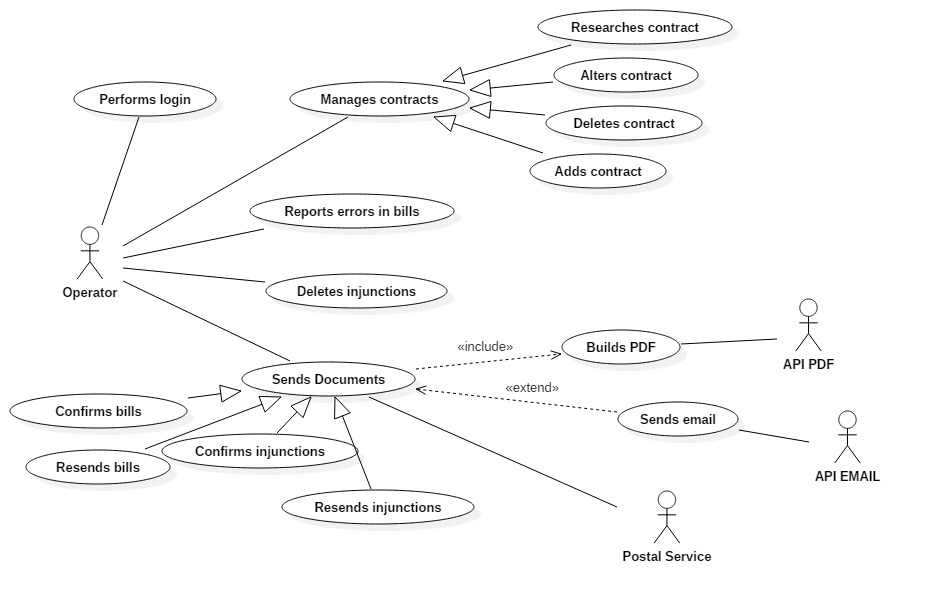 Researches contract
Alters contract
Performs login
Manages contracts
Deletes contract
Adds contract
Reports errors in bills
Operator
Deletes injunctions
«include»
Builds PDF
API PDF
Sends Documents
«extend»
Confirms bills
Sends email
Confirms injunctions
Resends bills
API EMAIL
Resends injunctions
Postal Service